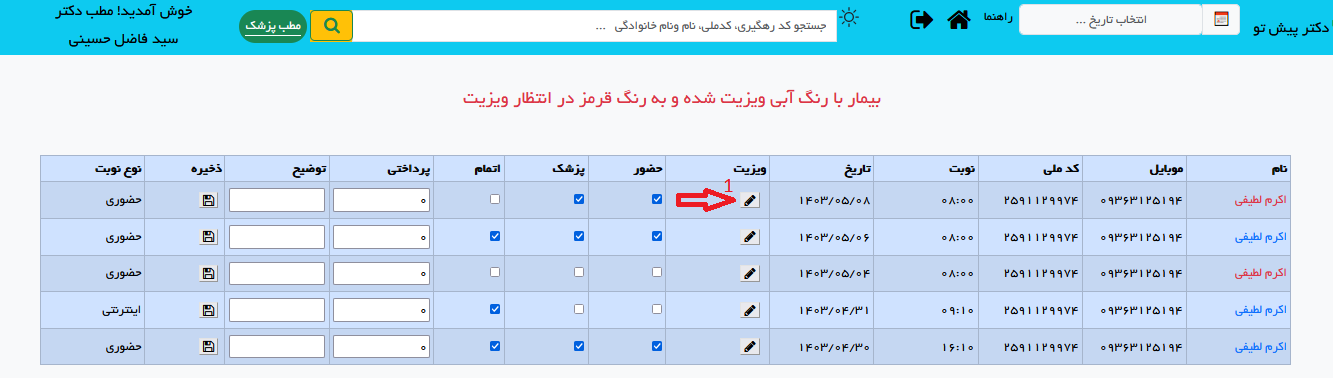 دکتر پیش تو
انتخاب تاریخ ...
راهنما
جستجو کد رهگیری، کدملی، نام ونام خانوادگی ...
مطب پزشک
خوش آمدید! مطب دکتر
سید فاضل حسینی
بیمار با رنگ آبی ویزیت شده و به رنگ قرمز در انتظار ویزیت
نام موبایل کد ملی نوبت تاریخ ویزیت حضور پزشک اتمام پرداختی توضیح ذخیره نوع نوبت
1
اکرم لطیفی ۰۹۳۶۳۱۲۵۱۹۴ ۲۵۹۱۱۲۹۹۷۴ ۰۸:۰۰ ۱۴۰۳/۰۵/۰۸ ۰ حضوری
اکرم لطیفی ۰۹۳۶۳۱۲۵۱۹۴ ۲۵۹۱۱۲۹۹۷۴ ۰۸:۰۰ ۱۴۰۳/۰۵/۰۶ ۰ حضوری
اکرم لطیفی ۰۹۳۶۳۱۲۵۱۹۴ ۲۵۹۱۱۲۹۹۷۴ ۰۸:۰۰ ۱۴۰۳/۰۵/۰۴ ۰ حضوری
اکرم لطیفی ۰۹۳۶۳۱۲۵۱۹۴ ۲۵۹۱۱۲۹۹۷۴ ۰۹:۱۰ ۱۴۰۳/۰۴/۳۱ ۰ اینترنتی
اکرم لطیفی ۰۹۳۶۳۱۲۵۱۹۴ ۲۵۹۱۱۲۹۹۷۴ ۱۶:۱۰ ۱۴۰۳/۰۴/۳۰ ۰ حضوری